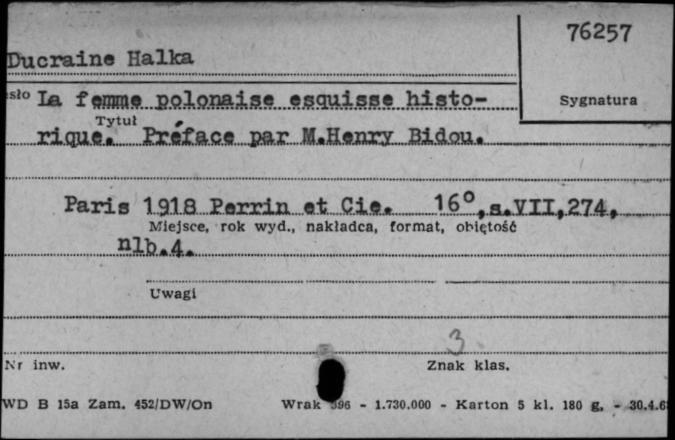 76257
Ducraine Halka
sło La femme polonaise esquisse histo-
Sygnatura
Tytuł
rique. Préface par M.Henry Bidou.
Paris 1918 Perrin et Cie. 16°,s.VII,274,
Miejsce, rok wyd., nakładca, format, objętość
nlb.4.
Uwagi
3
Nr inw. Znak klas.
WD B 15a Zam. 452/DW/On Wrak 396 - 1.730.000 - Karton 5 kl. 180 g. - 30.4.6